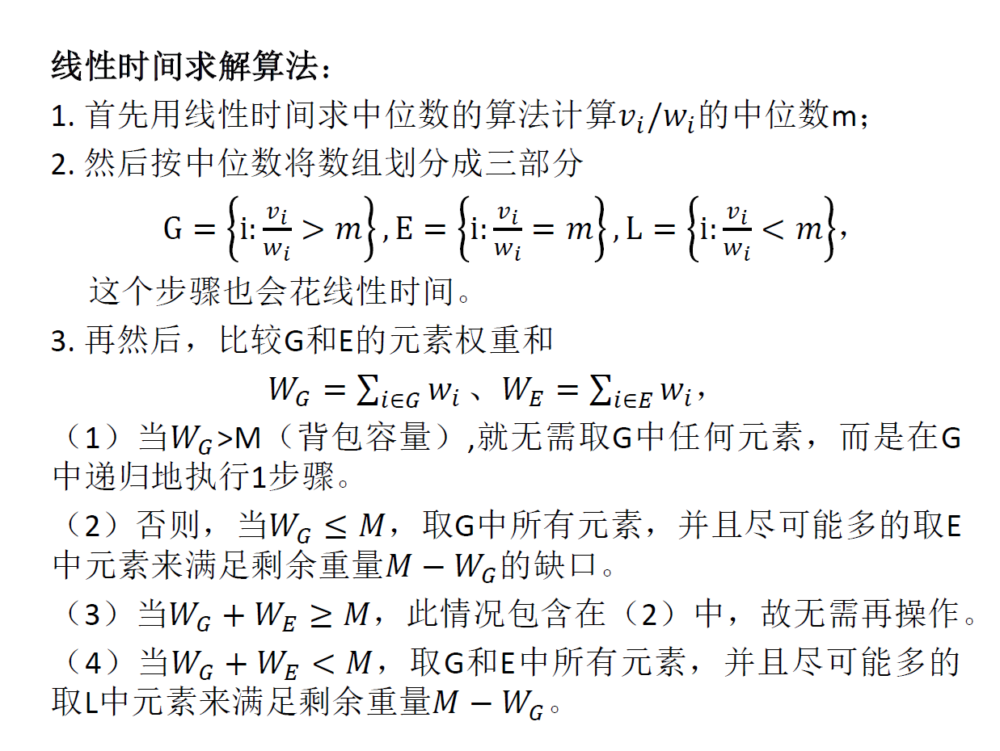 线性时间求解算法：
1. 首先用线性时间求中位数的算法计算$v_i/w_i$的中位数m；
2. 然后按中位数将数组划分成三部分
$G = \left\{i: \frac{v_i}{w_i} > m\right\}, E = \left\{i: \frac{v_i}{w_i} = m\right\}, L = \left\{i: \frac{v_i}{w_i} < m\right\}$，
这个步骤也会花线性时间。
3. 再然后，比较G和E的元素权重和
$W_G = \sum_{i \in G} w_i$、$W_E = \sum_{i \in E} w_i$，
（1）当$W_G$>M（背包容量）,就无需取G中任何元素，而是在G
中递归地执行1步骤。
（2）否则，当$W_G \leq M$，取G中所有元素，并且尽可能多的取E
中元素来满足剩余重量$M - W_G$的缺口。
（3）当$W_G + W_E \geq M$，此情况包含在（2）中，故无需再操作。
（4）当$W_G + W_E < M$，取G和E中所有元素，并且尽可能多的
取L中元素来满足剩余重量$M - W_G$。